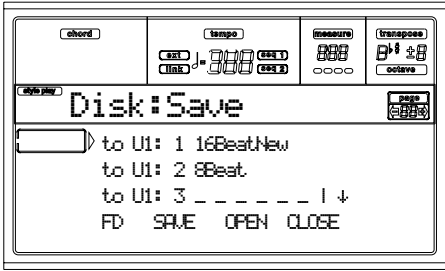 chord tempo measure transpose
ext ♩= seq 1
link seq 2
octave
style play
Disk:Save page
to U1: 1 16BeatNew
to U1: 2 8Beat
to U1: 3 _ _ _ _ _ _ | ↓
FD SAVE OPEN CLOSE